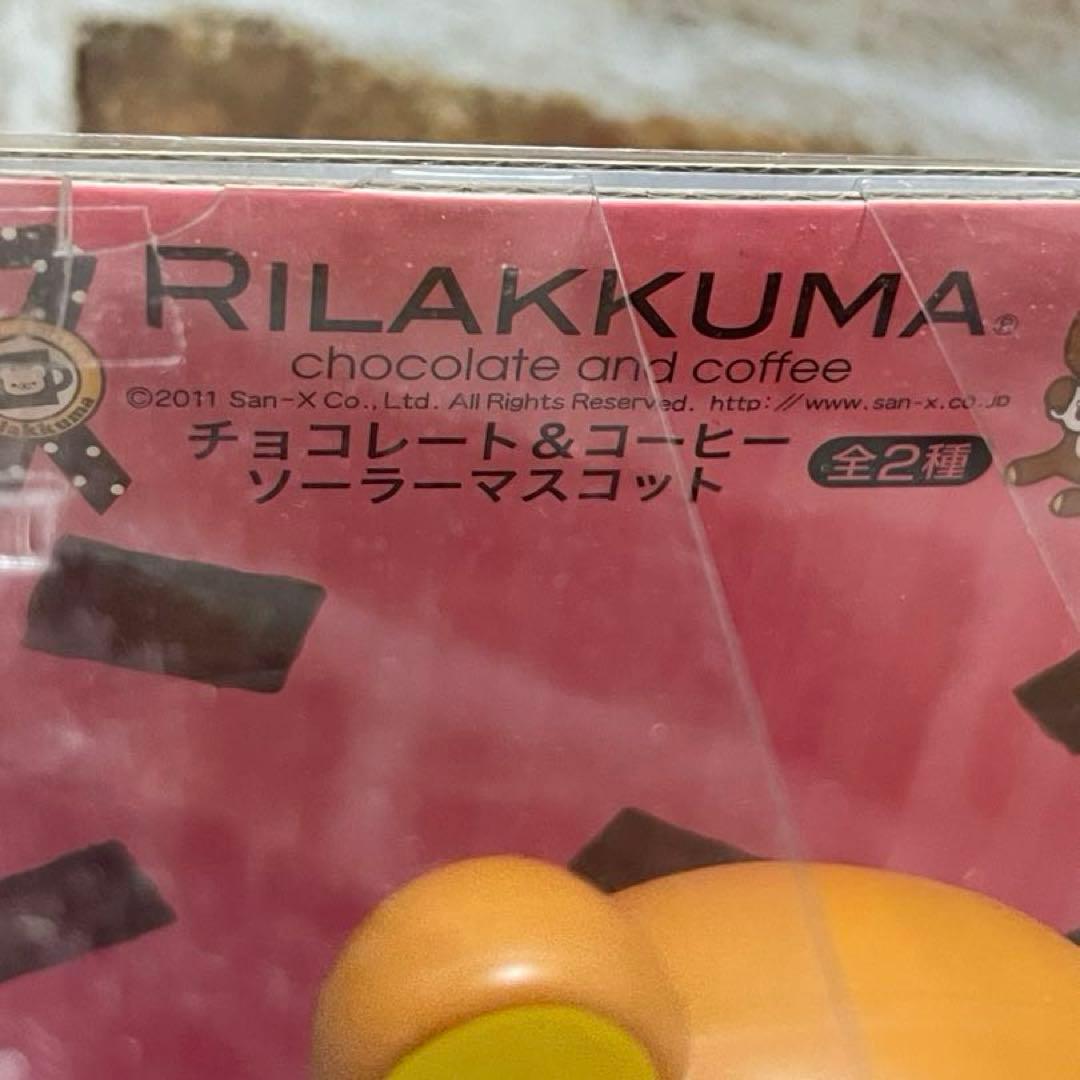 RILAKKUMA®
chocolate and coffee
©2011 San-X Co., Ltd. All Rights Reserved. http://www.san-x.co.jp
チョコレート＆コーヒー
ソーラーマスコット
全2種